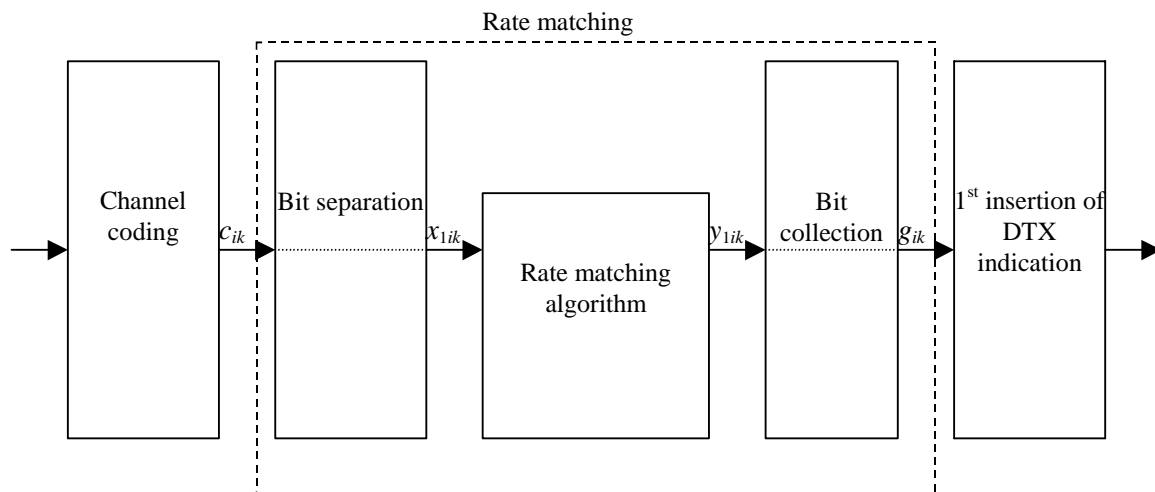 Rate matching
Channel
coding
c_ik
Bit separation
x_1ik
Rate matching
algorithm
y_1ik
Bit
collection
g_ik
1st insertion of
DTX
indication